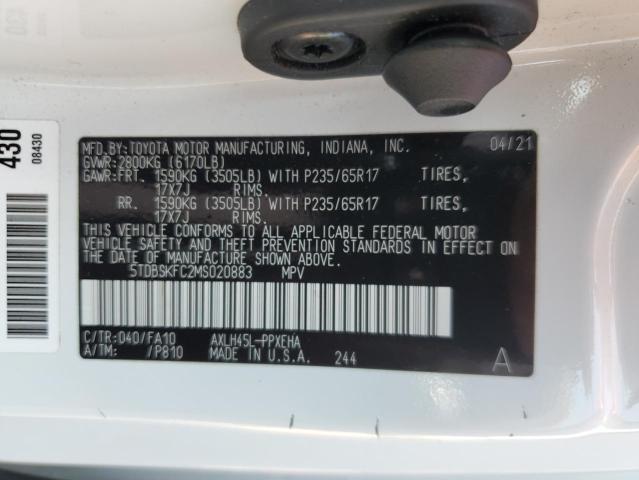 430
08430
MFD.BY:TOYOTA MOTOR MANUFACTURING, INDIANA, INC. 04/21
GVWR:2800KG (6170LB)
GAWR:FRT. 1590KG (3505LB) WITH P235/65R17 TIRES,
17X7J RIMS.
RR. 1590KG (3505LB) WITH P235/65R17 TIRES,
17X7J RIMS.
THIS VEHICLE CONFORMS TO ALL APPLICABLE FEDERAL MOTOR
VEHICLE SAFETY AND THEFT PREVENTION STANDARDS IN EFFECT ON
THE DATE OF MANUFACTURE SHOWN ABOVE.
5TDBSKFC2MS020883 MPV
C/TR:040/FA10 AXLH45L-PPXEHA
A/TM: /P810 MADE IN U.S.A. 244 A